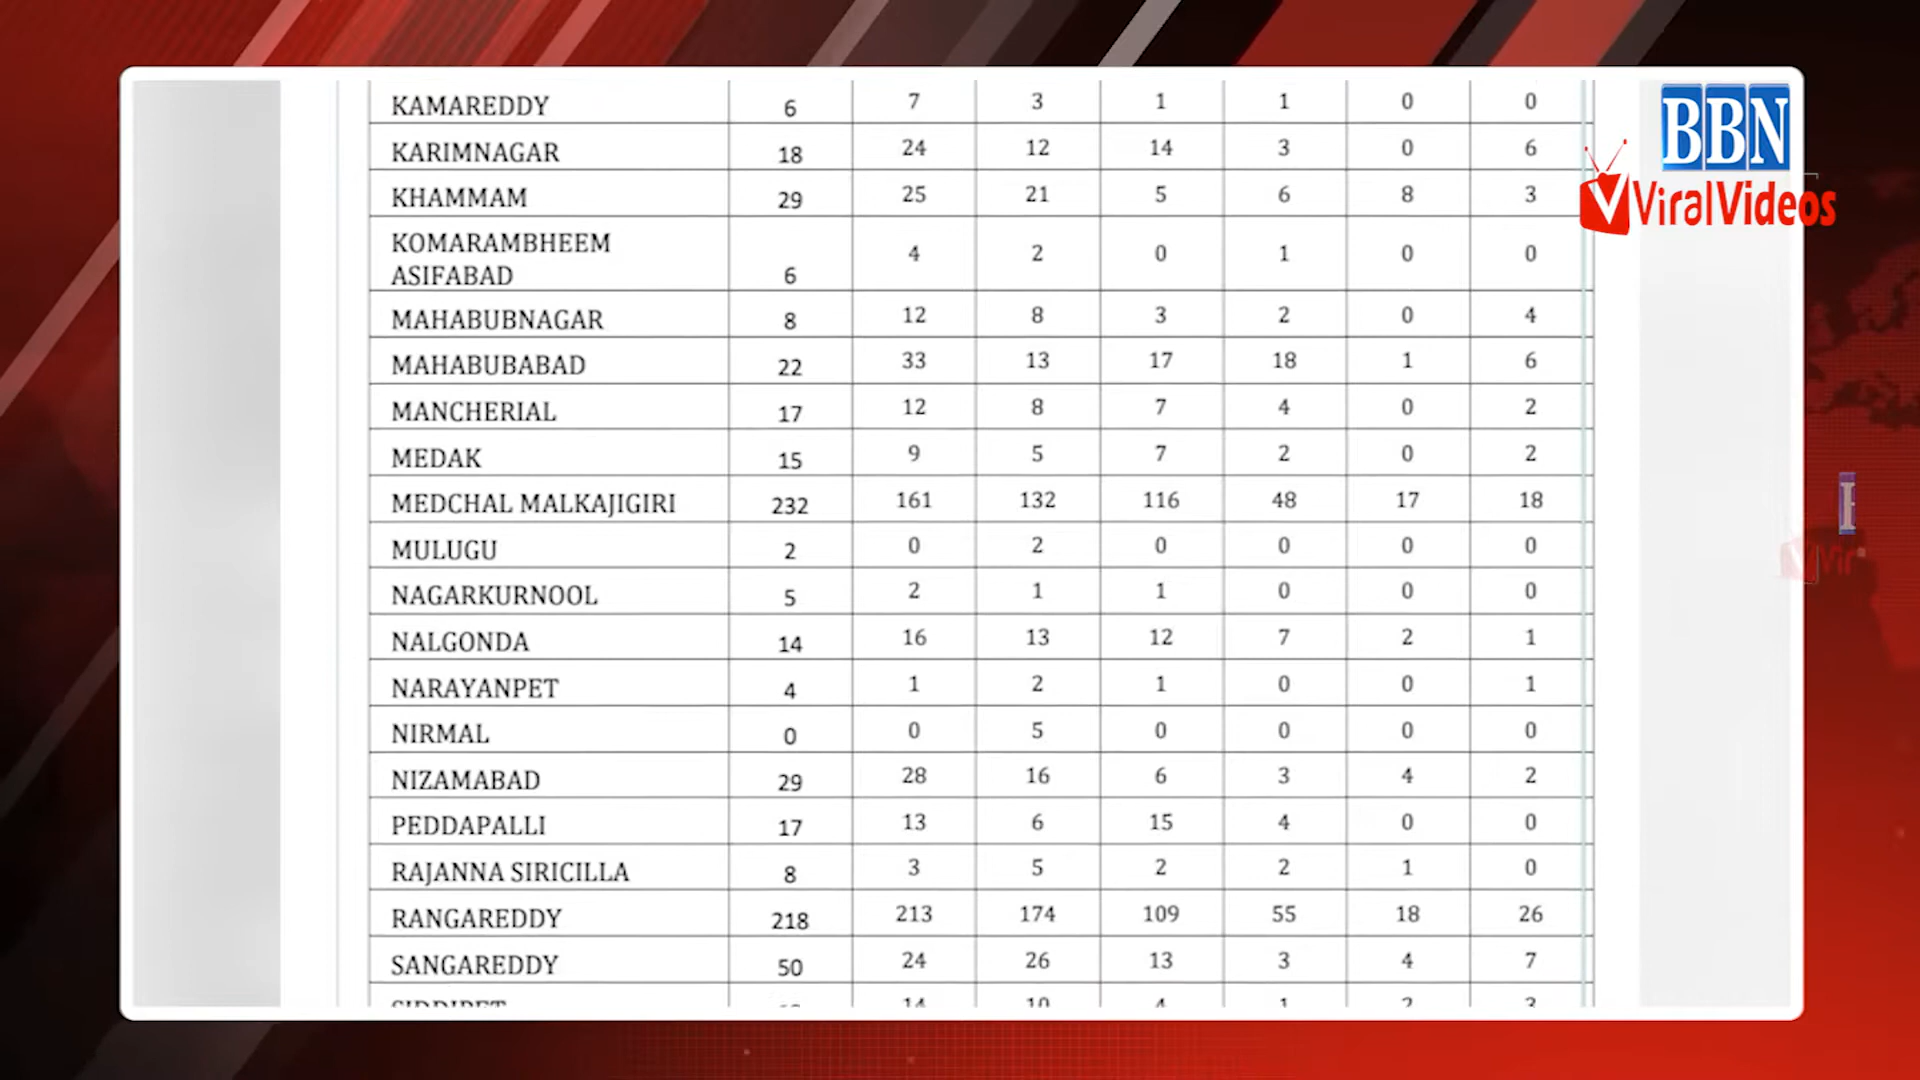 KAMAREDDY 6 7 3 1 1 0 0
KARIMNAGAR 18 24 12 14 3 0 6
KHAMMAM 29 25 21 5 6 8 3
KOMARAMBHEEM
ASIFABAD 6 4 2 0 1 0 0
MAHABUBNAGAR 8 12 8 3 2 0 4
MAHABUBABAD 22 33 13 17 18 1 6
MANCHERIAL 17 12 8 7 4 0 2
MEDAK 15 9 5 7 2 0 2
MEDCHAL MALKAJIGIRI 232 161 132 116 48 17 18
MULUGU 2 0 2 0 0 0 0
NAGARKURNOOL 5 2 1 1 0 0 0
NALGONDA 14 16 13 12 7 2 1
NARAYANPET 4 1 2 1 0 0 1
NIRMAL 0 0 5 0 0 0 0
NIZAMABAD 29 28 16 6 3 4 2
PEDDAPALLI 17 13 6 15 4 0 0
RAJANNA SIRICILLA 8 3 5 2 2 1 0
RANGAREDDY 218 213 174 109 55 18 26
SANGAREDDY 50 24 26 13 3 4 7
14 10 4 1 2 3
BBN
ViralVideos